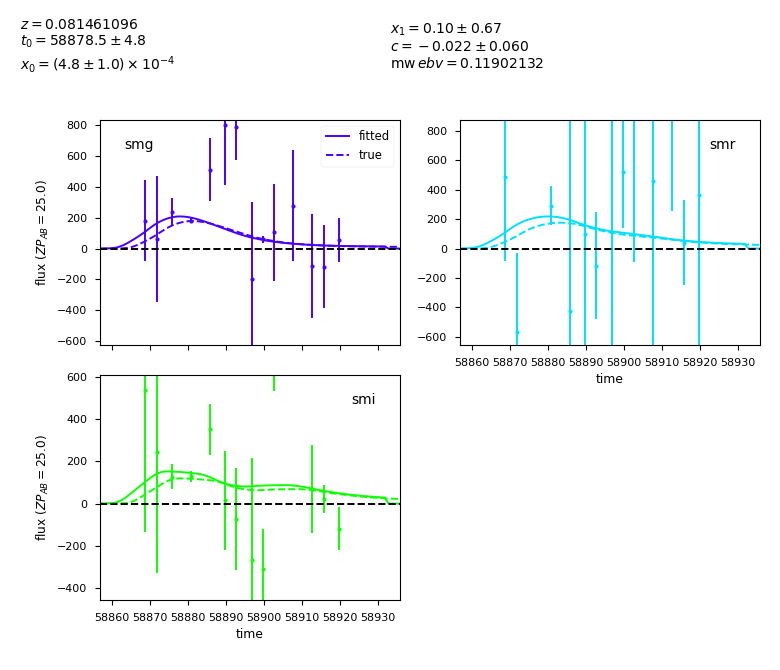 z = 0.081461096
t₀ = 58878.5 ± 4.8
x₀ = (4.8 ± 1.0) × 10⁻⁴
x₁ = 0.10 ± 0.67
c = −0.022 ± 0.060
mw ebv = 0.11902132
smg
fitted
true
800
600
400
200
0
−200
−400
−600
flux (ZP_AB = 25.0)
smr
800
600
400
200
0
−200
−400
−600
58860 58870 58880 58890 58900 58910 58920 58930
time
smi
600
400
200
0
−200
−400
flux (ZP_AB = 25.0)
58860 58870 58880 58890 58900 58910 58920 58930
time